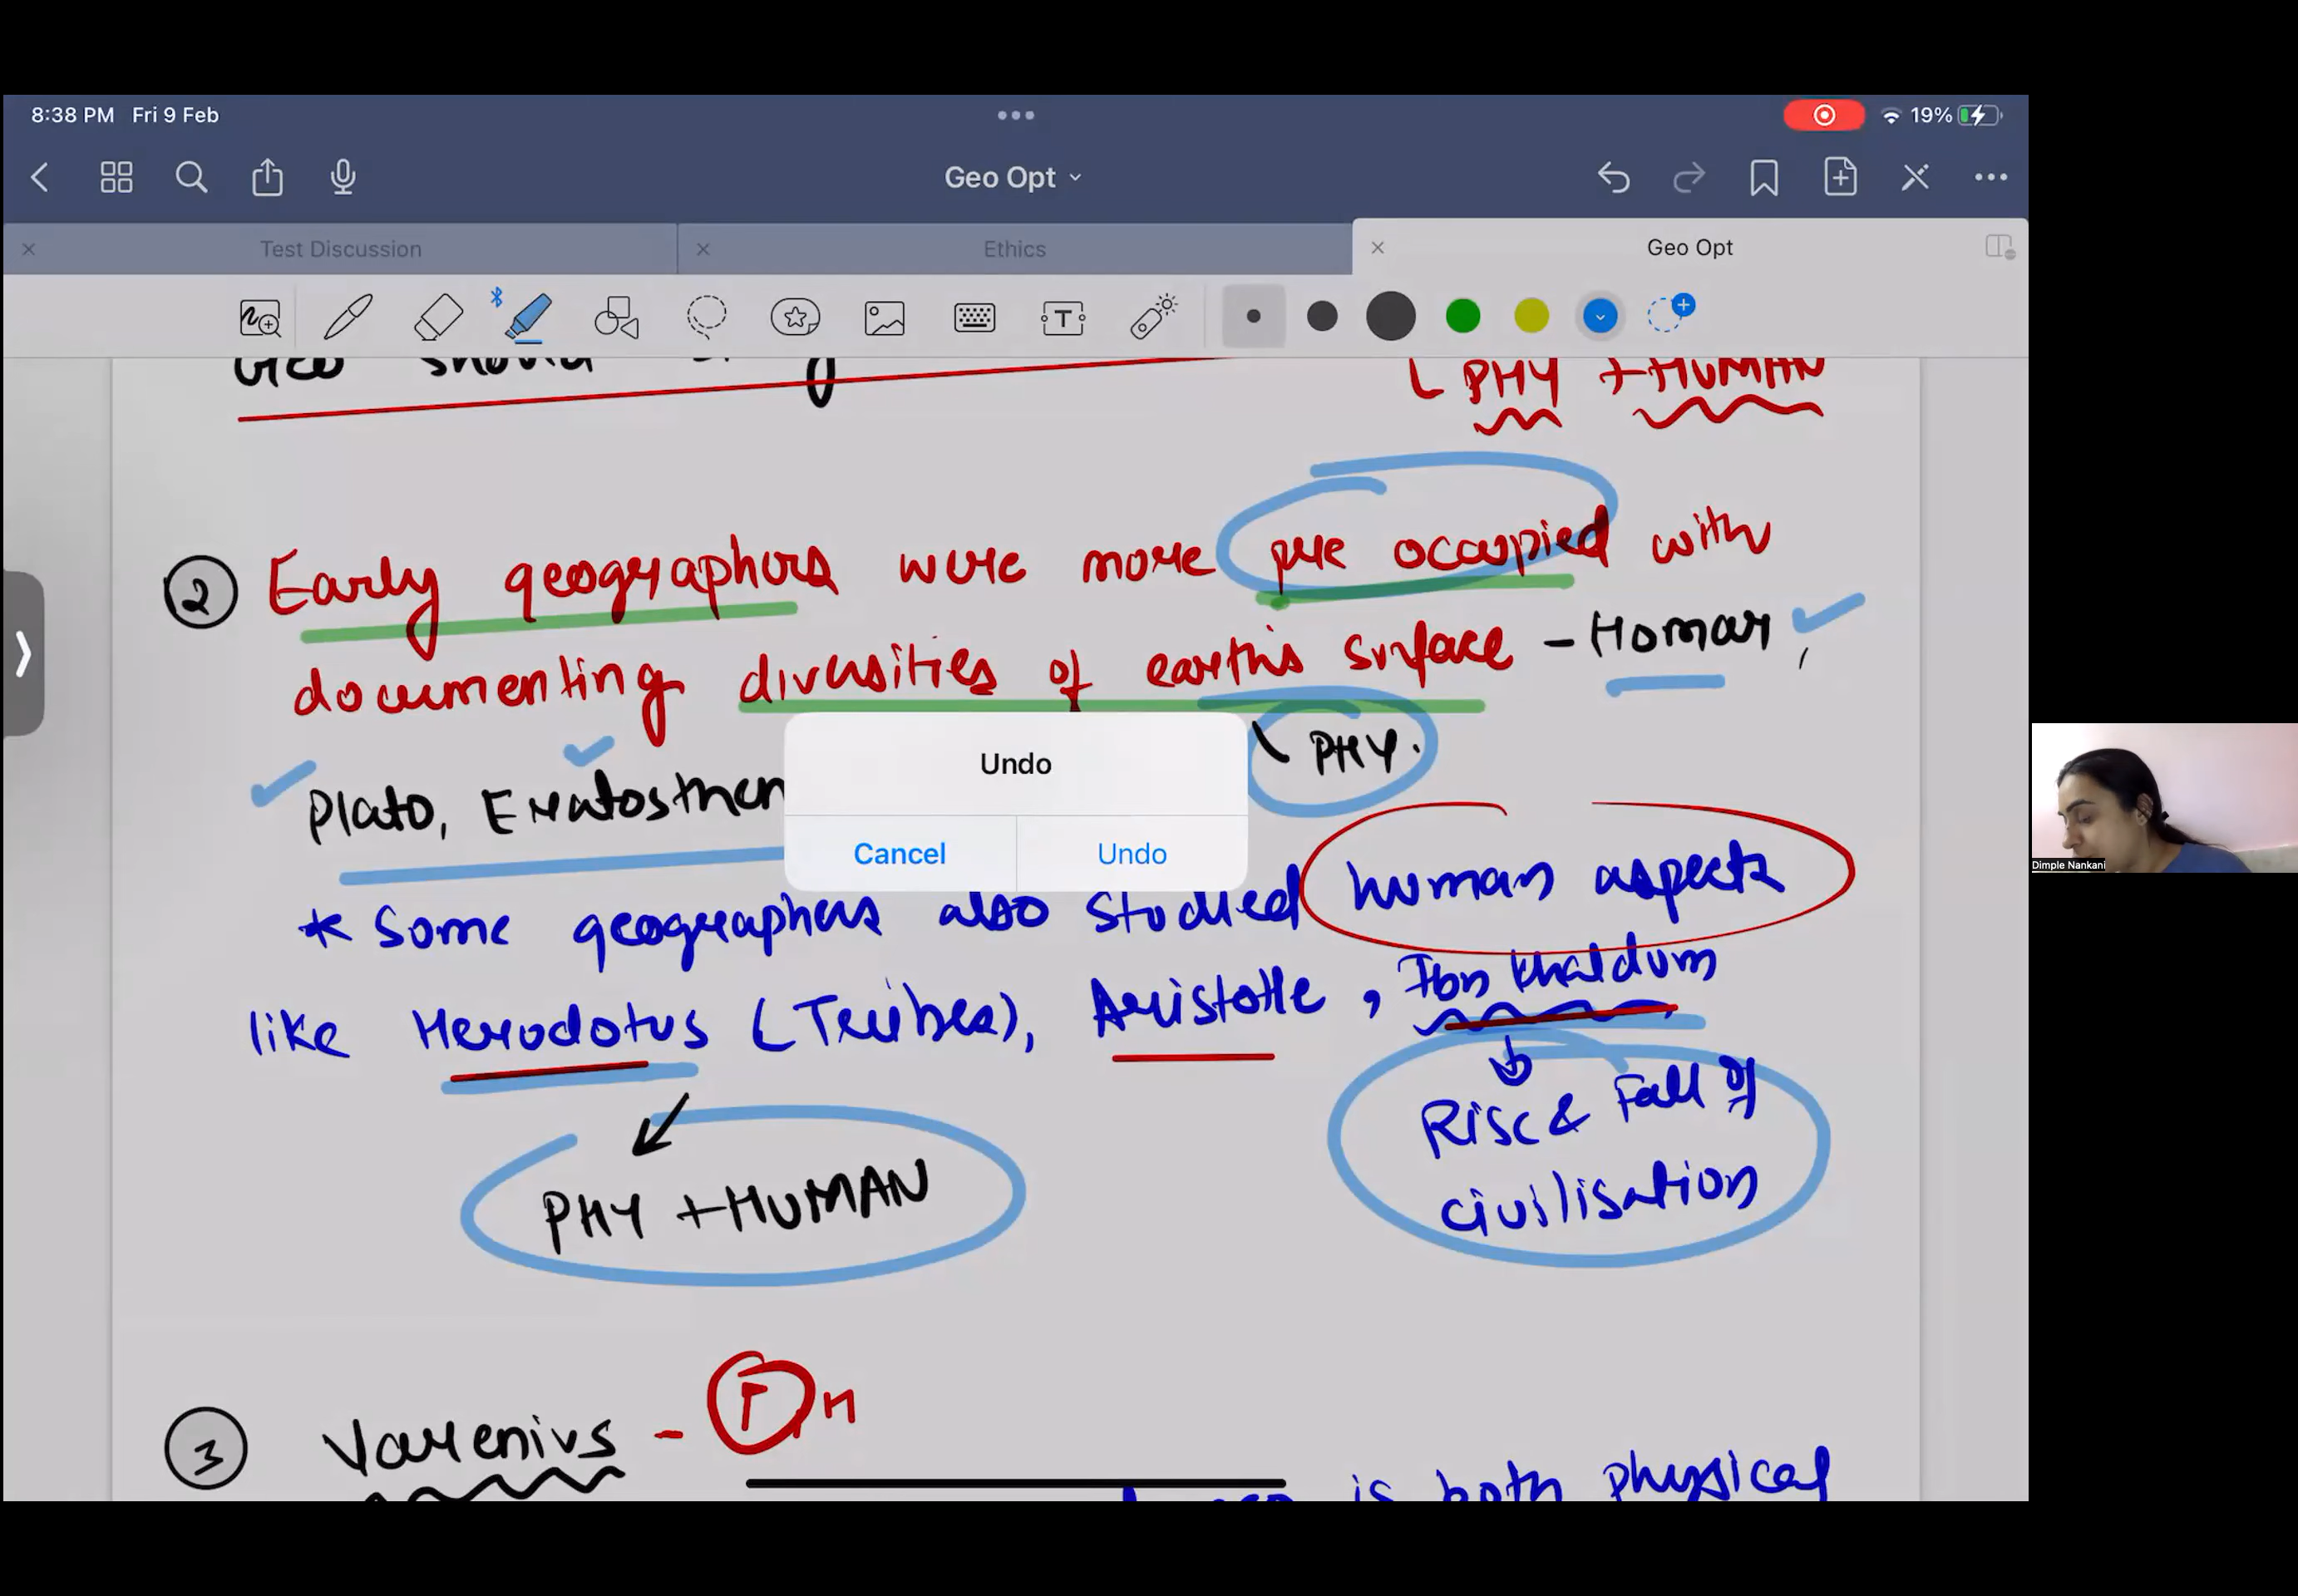 8:38 PM Fri 9 Feb
19%
Geo Opt
Test Discussion
Ethics
Geo Opt
T
Geo should
L PHY + HUMAN
2 Early geographers were more pre occupied with
documenting diversities of earth's surface - Homar,
PHY.
Plato, Eratosthen
Undo
Cancel Undo
* Some geographers also studied human aspects
like Herodotus (Tribes), Aristotle, Ibn Khaldum
Rise & Fall of
civilisation
PHY + HUMAN
3 Varenius -
is both physical
Dimple Nankani